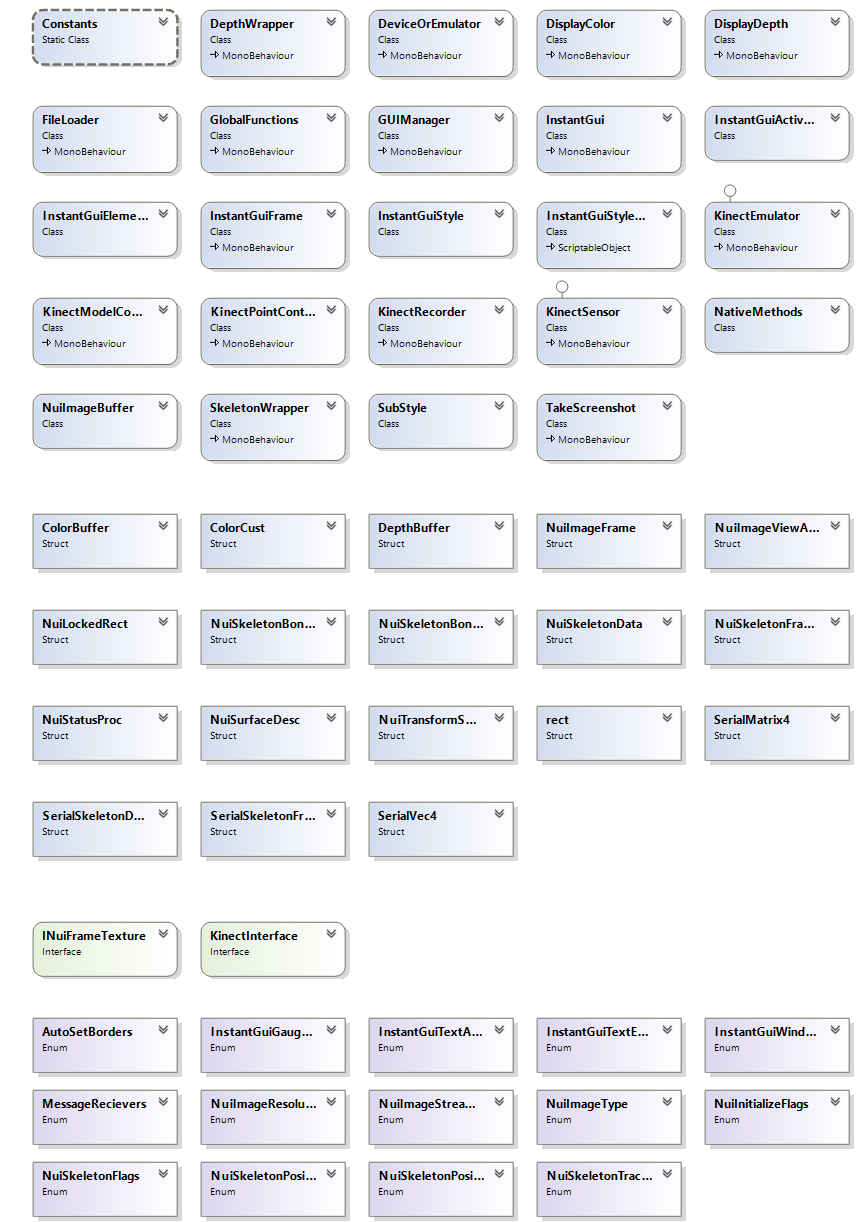 Constants
Static Class
DepthWrapper
Class
MonoBehaviour
DeviceOrEmulator
Class
MonoBehaviour
DisplayColor
Class
MonoBehaviour
DisplayDepth
Class
MonoBehaviour
FileLoader
Class
MonoBehaviour
GlobalFunctions
Class
MonoBehaviour
GUIManager
Class
MonoBehaviour
InstantGui
Class
MonoBehaviour
InstantGuiActiv...
Class
InstantGuiEleme...
Class
InstantGuiFrame
Class
MonoBehaviour
InstantGuiStyle
Class
InstantGuiStyle...
Class
ScriptableObject
KinectEmulator
Class
MonoBehaviour
KinectModelCo...
Class
MonoBehaviour
KinectPointCont...
Class
MonoBehaviour
KinectRecorder
Class
MonoBehaviour
KinectSensor
Class
MonoBehaviour
NativeMethods
Class
NuiImageBuffer
Class
SkeletonWrapper
Class
MonoBehaviour
SubStyle
Class
TakeScreenshot
Class
MonoBehaviour
ColorBuffer
Struct
ColorCust
Struct
DepthBuffer
Struct
NuiImageFrame
Struct
NuiImageViewA...
Struct
NuiLockedRect
Struct
NuiSkeletonBon...
Struct
NuiSkeletonBon...
Struct
NuiSkeletonData
Struct
NuiSkeletonFra...
Struct
NuiStatusProc
Struct
NuiSurfaceDesc
Struct
NuiTransformS...
Struct
rect
Struct
SerialMatrix4
Struct
SerialSkeletonD...
Struct
SerialSkeletonFr...
Struct
SerialVec4
Struct
INuiFrameTexture
Interface
KinectInterface
Interface
AutoSetBorders
Enum
InstantGuiGaug...
Enum
InstantGuiTextA...
Enum
InstantGuiTextE...
Enum
InstantGuiWind...
Enum
MessageRecievers
Enum
NuiImageResolu...
Enum
NuiImageStrea...
Enum
NuiImageType
Enum
NuiInitializeFlags
Enum
NuiSkeletonFlags
Enum
NuiSkeletonPosi...
Enum
NuiSkeletonPosi...
Enum
NuiSkeletonTrac...
Enum